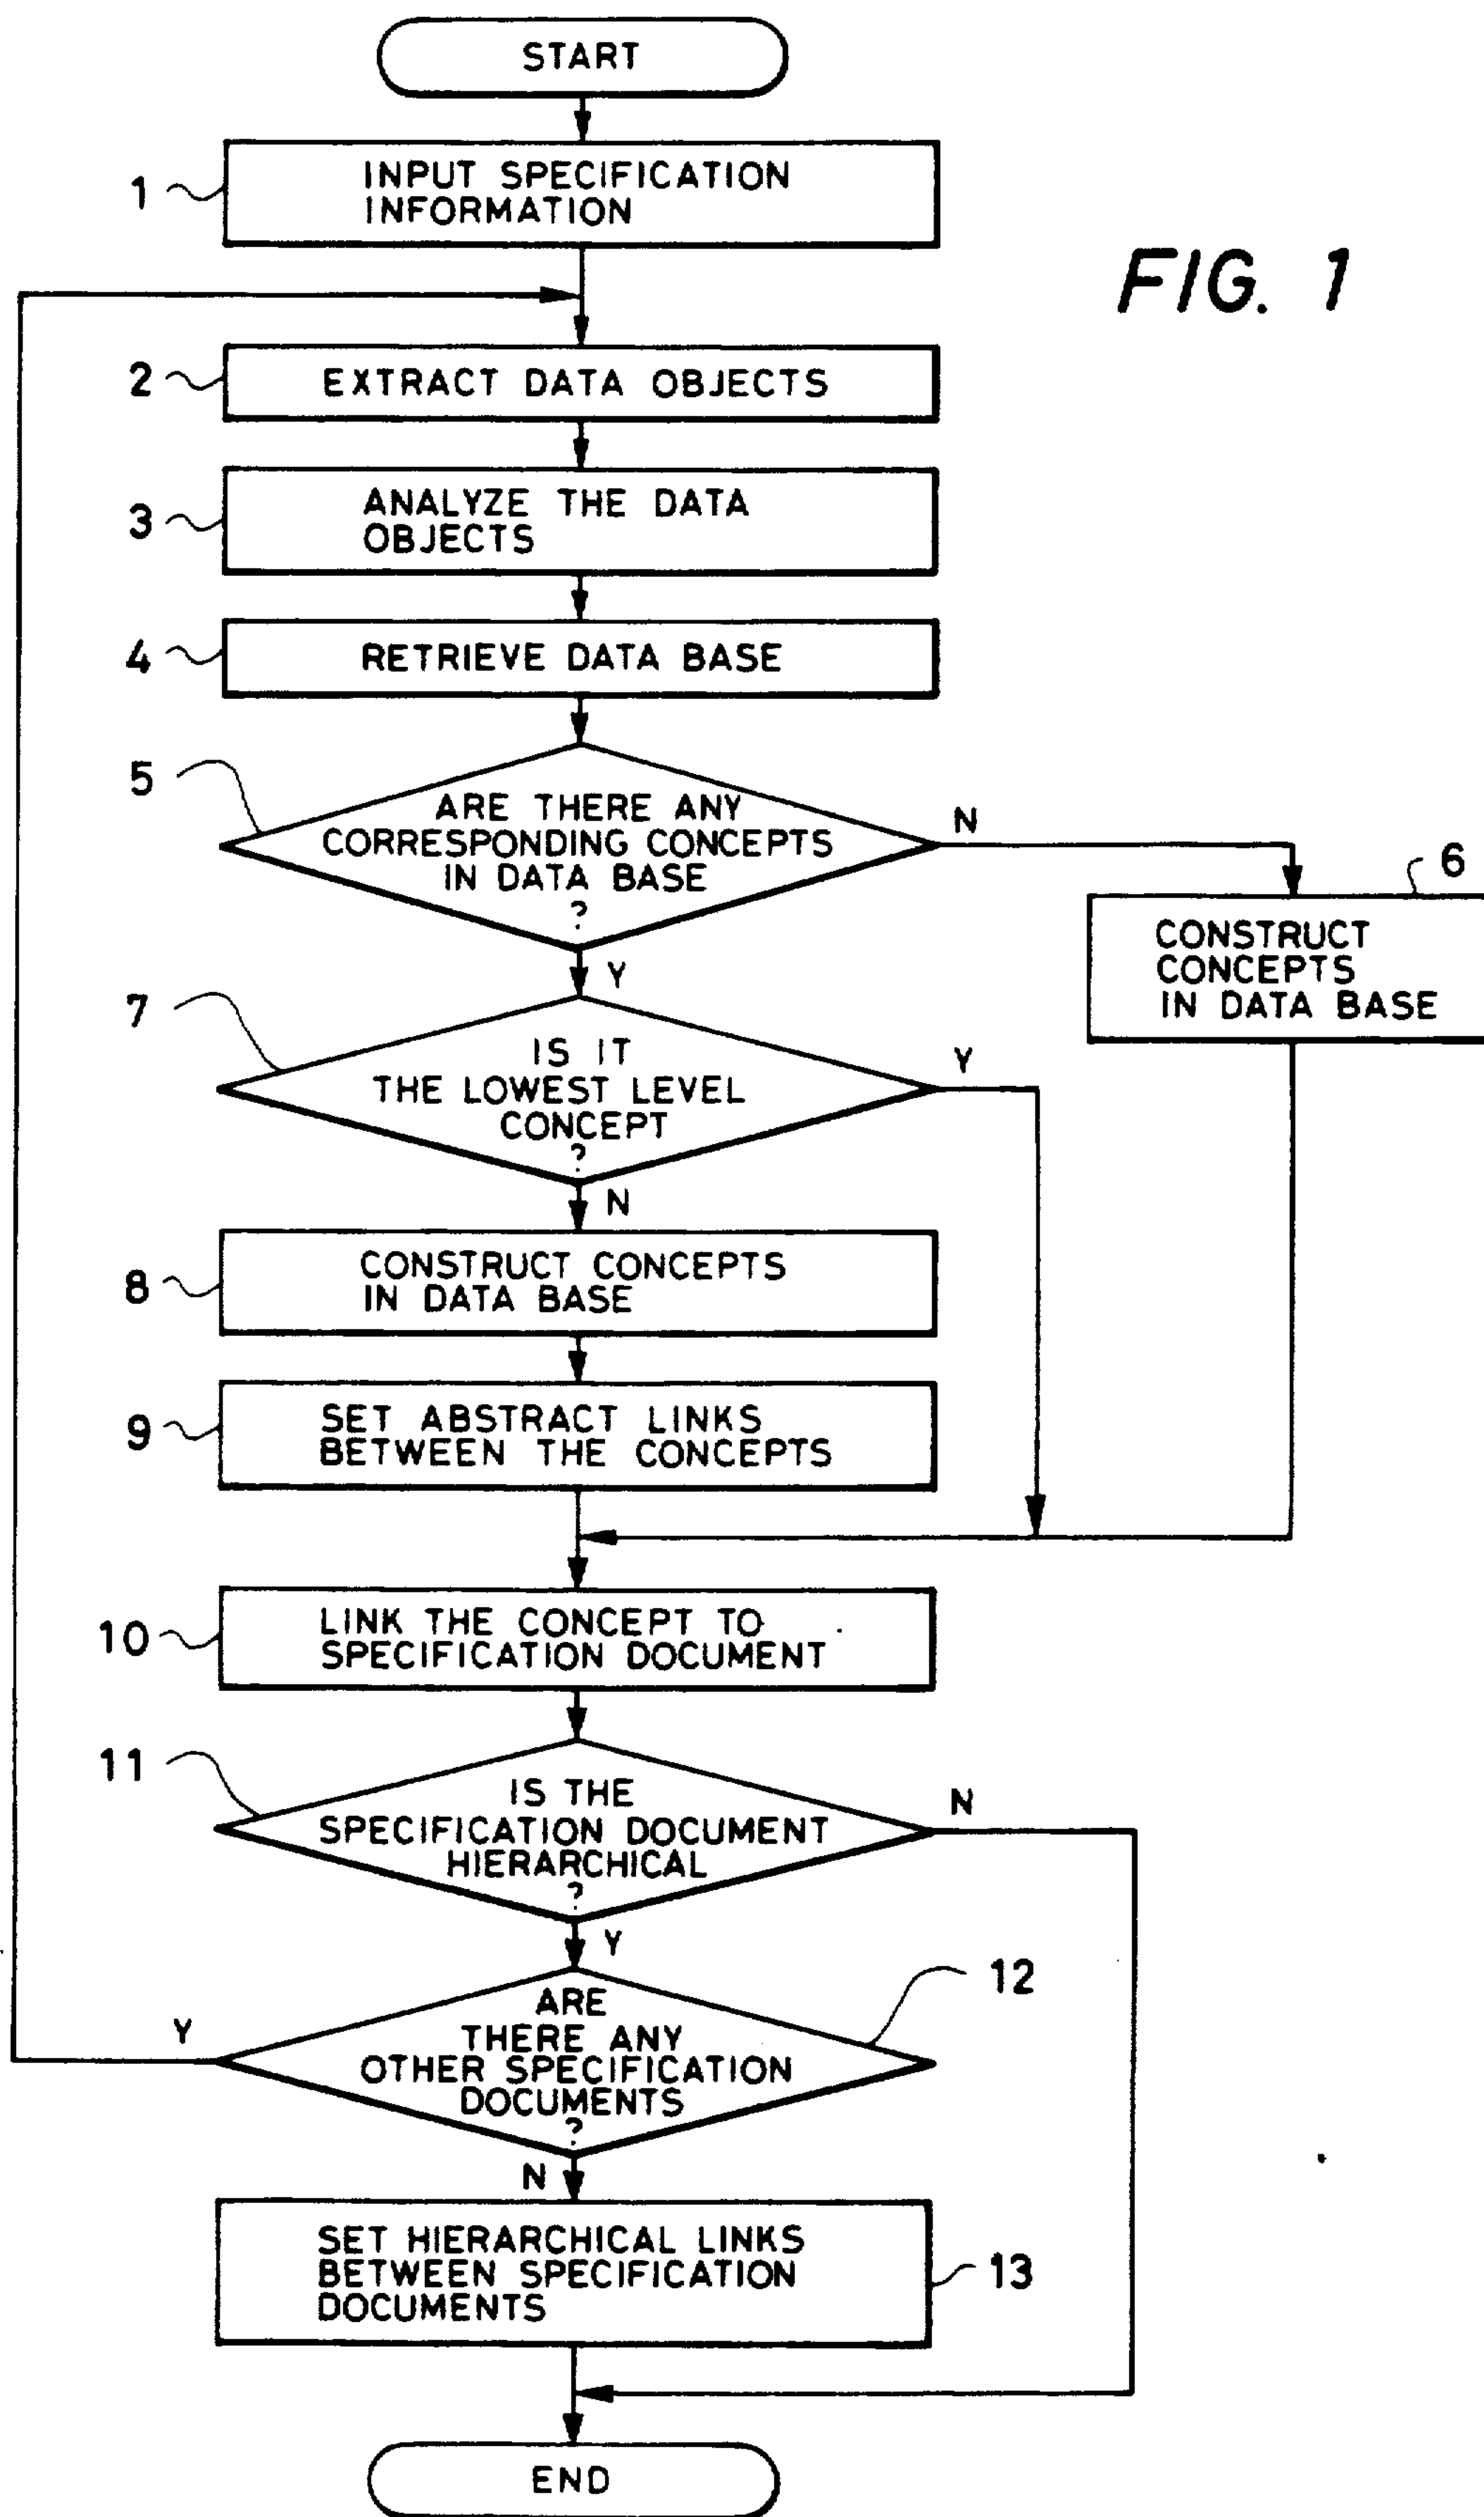 START
1
INPUT SPECIFICATION
INFORMATION
FIG. 1
2
EXTRACT DATA OBJECTS
3
ANALYZE THE DATA
OBJECTS
4
RETRIEVE DATA BASE
5
ARE THERE ANY
CORRESPONDING CONCEPTS
IN DATA BASE
?
N
Y
6
CONSTRUCT
CONCEPTS
IN DATA BASE
7
IS IT
THE LOWEST LEVEL
CONCEPT
?
Y
N
8
CONSTRUCT CONCEPTS
IN DATA BASE
9
SET ABSTRACT LINKS
BETWEEN THE CONCEPTS
10
LINK THE CONCEPT TO
SPECIFICATION DOCUMENT
11
IS THE
SPECIFICATION DOCUMENT
HIERARCHICAL
?
N
Y
12
ARE
THERE ANY
OTHER SPECIFICATION
DOCUMENTS
?
Y
N
SET HIERARCHICAL LINKS
BETWEEN SPECIFICATION
DOCUMENTS
13
END